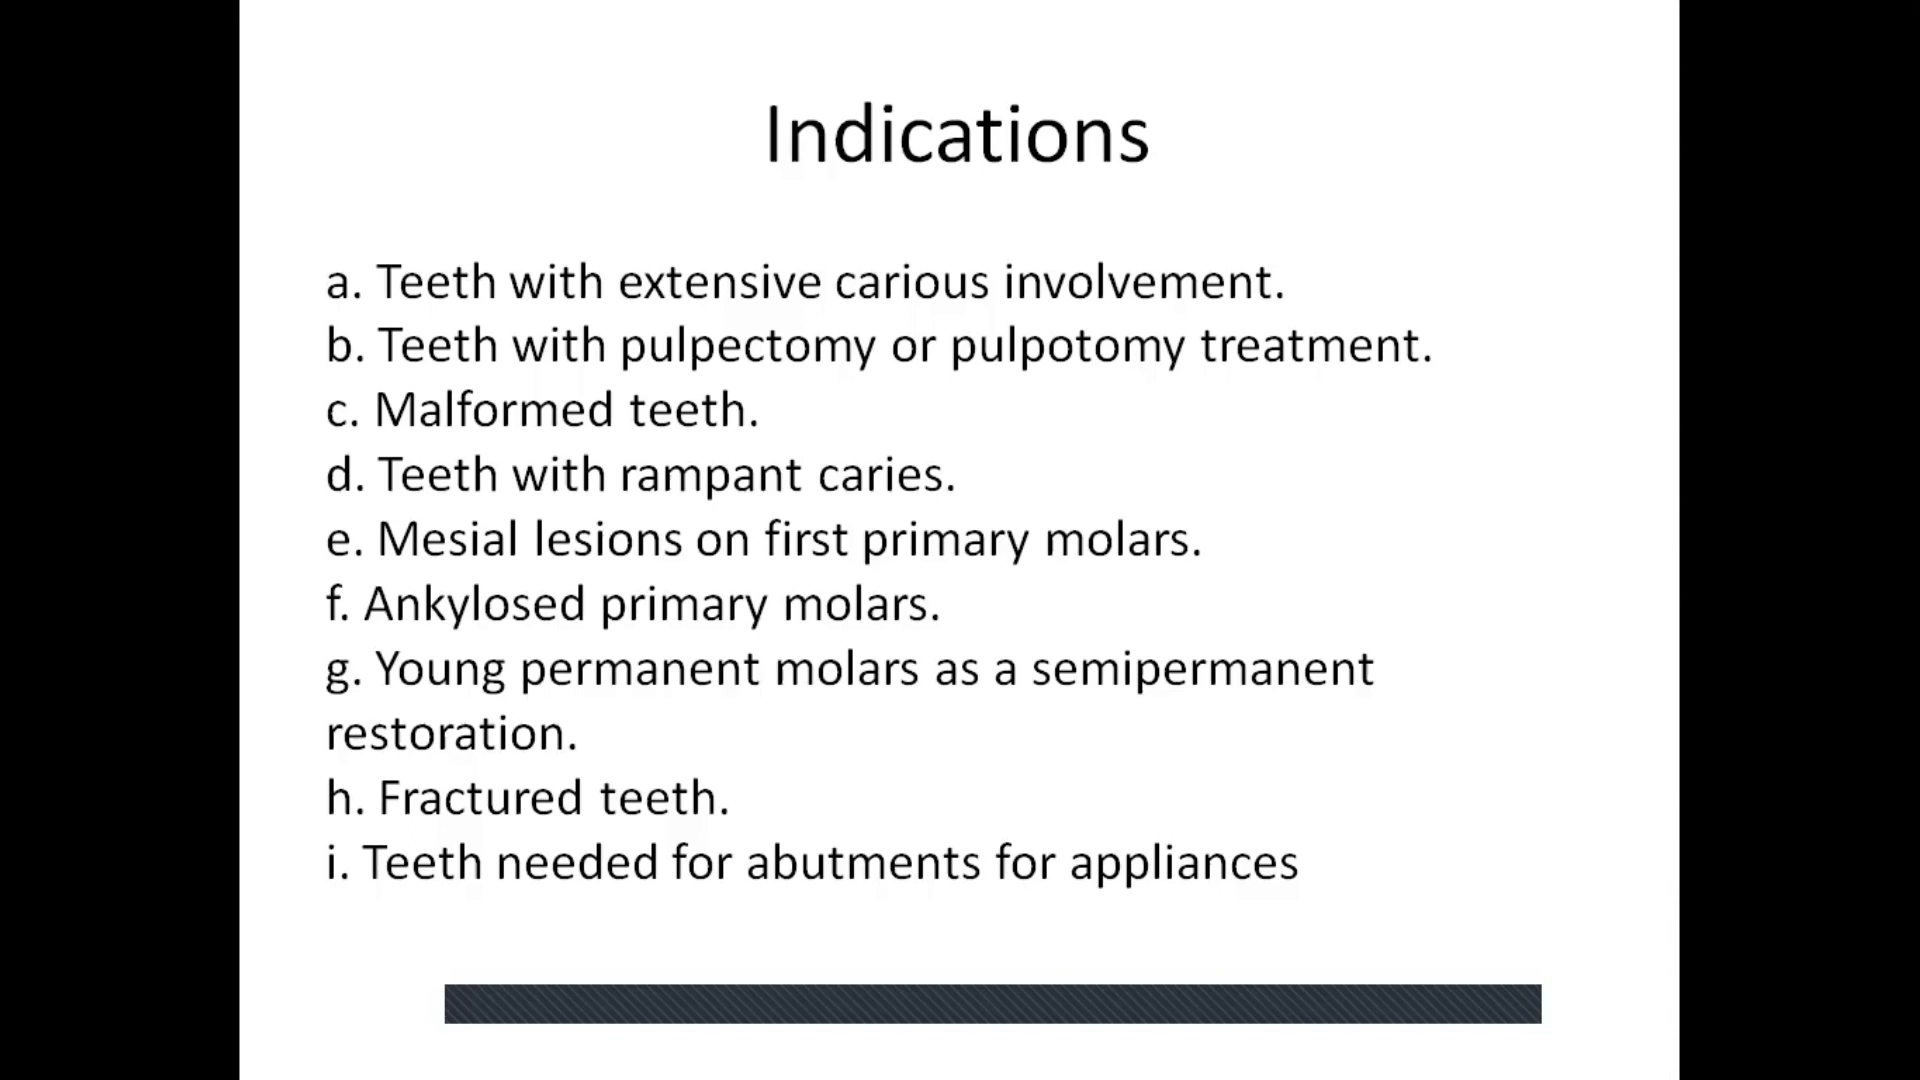 Indications
a. Teeth with extensive carious involvement.
b. Teeth with pulpectomy or pulpotomy treatment.
c. Malformed teeth.
d. Teeth with rampant caries.
e. Mesial lesions on first primary molars.
f. Ankylosed primary molars.
g. Young permanent molars as a semipermanent
restoration.
h. Fractured teeth.
i. Teeth needed for abutments for appliances